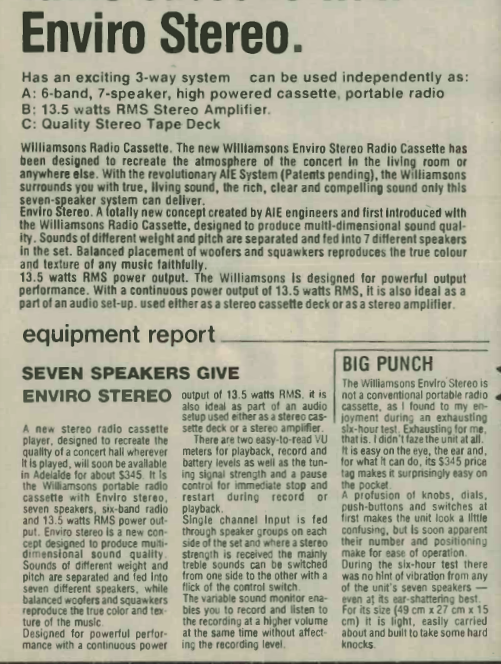 Enviro Stereo.
Has an exciting 3-way system can be used independently as:
A: 6-band, 7-speaker, high powered cassette, portable radio
B: 13.5 watts RMS Stereo Amplifier.
C: Quality Stereo Tape Deck
Williamsons Radio Cassette. The new Williamsons Enviro Stereo Radio Cassette has
been designed to recreate the atmosphere of the concert in the living room or
anywhere else. With the revolutionary AIE System (Patents pending), the Williamsons
surrounds you with true, living sound, the rich, clear and compelling sound only this
seven-speaker system can deliver.
Enviro Stereo. A totally new concept created by AIE engineers and first introduced with
the Williamsons Radio Cassette, designed to produce multi-dimensional sound qual-
ity. Sounds of different weight and pitch are separated and fed into 7 different speakers
in the set. Balanced placement of woofers and squawkers reproduces the true colour
and texture of any music faithfully.
13.5 watts RMS power output. The Williamsons is designed for powerful output
performance. With a continuous power output of 13.5 watts RMS, it is also ideal as a
part of an audio set-up. used either as a stereo cassette deck or as a stereo amplifier.
equipment report
SEVEN SPEAKERS GIVE
ENVIRO STEREO
A new stereo radio cassette
player, designed to recreate the
quality of a concert hall wherever
it is played, will soon be available
in Adelaide for about $345. It is
the Williamsons portable radio
cassette with Enviro stereo,
seven speakers, six-band radio
and 13.5 watts RMS power out-
put. Enviro stereo is a new con-
cept designed to produce multi-
dimensional sound quality.
Sounds of different weight and
pitch are separated and fed into
seven different speakers, while
balanced woofers and squawkers
reproduce the true color and tex-
ture of the music.
Designed for powerful perfor-
mance with a continuous power
output of 13.5 watts RMS, it is
also ideal as part of an audio
setup used either as a stereo cas-
sette deck or a stereo amplifier.
There are two easy-to-read VU
meters for playback, record and
battery levels as well as the tun-
ing signal strength and a pause
control for immediate stop and
restart during record or
playback.
Single channel Input is fed
through speaker groups on each
side of the set and where a stereo
strength is received the mainly
treble sounds can be switched
from one side to the other with a
flick of the control switch.
The variable sound monitor ena-
bles you to record and listen to
the recording at a higher volume
at the same time without affect-
ing the recording level.
BIG PUNCH
The Williamsons Enviro Stereo is
not a conventional portable radio
cassette, as I found to my en-
joyment during an exhausting
six-hour test. Exhausting for me,
that is. I didn't faze the unit at all.
It is easy on the eye, the ear and,
for what it can do, its $345 price
tag makes it surprisingly easy on
the pocket.
A profusion of knobs, dials,
push-buttons and switches at
first makes the unit look a little
confusing, but is soon apparent
their number and positioning
make for ease of operation.
During the six-hour test there
was no hint of vibration from any
of the unit's seven speakers —
even at its ear-shattering best.
For its size (49 cm x 27 cm x 15
cm) it is light, easily carried
about and built to take some hard
knocks.